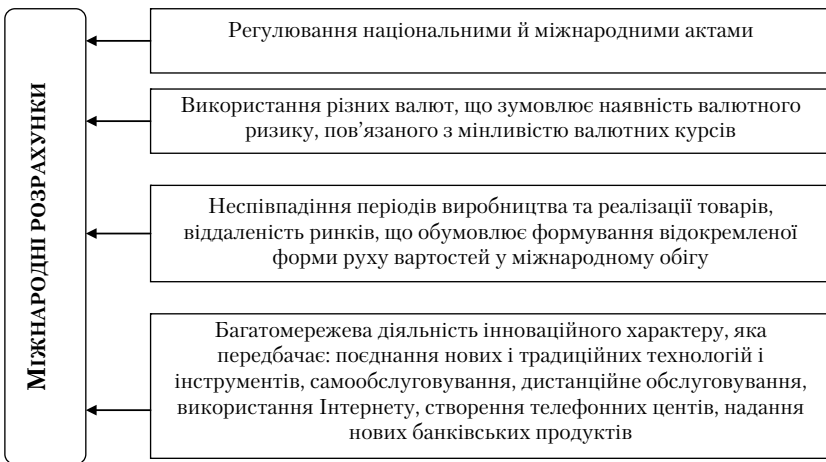 МІЖНАРОДНІ РОЗРАХУНКИ
Регулювання національними й міжнародними актами
Використання різних валют, що зумовлює наявність валютного
ризику, пов’язаного з мінливістю валютних курсів
Неспівпадіння періодів виробництва та реалізації товарів,
віддаленість ринків, що обумовлює формування відокремленої
форми руху вартостей у міжнародному обігу
Багатомережева діяльність інноваційного характеру, яка
передбачає: поєднання нових і традиційних технологій і
інструментів, самообслуговування, дистанційне обслуговування,
використання Інтернету, створення телефонних центів, надання
нових банківських продуктів